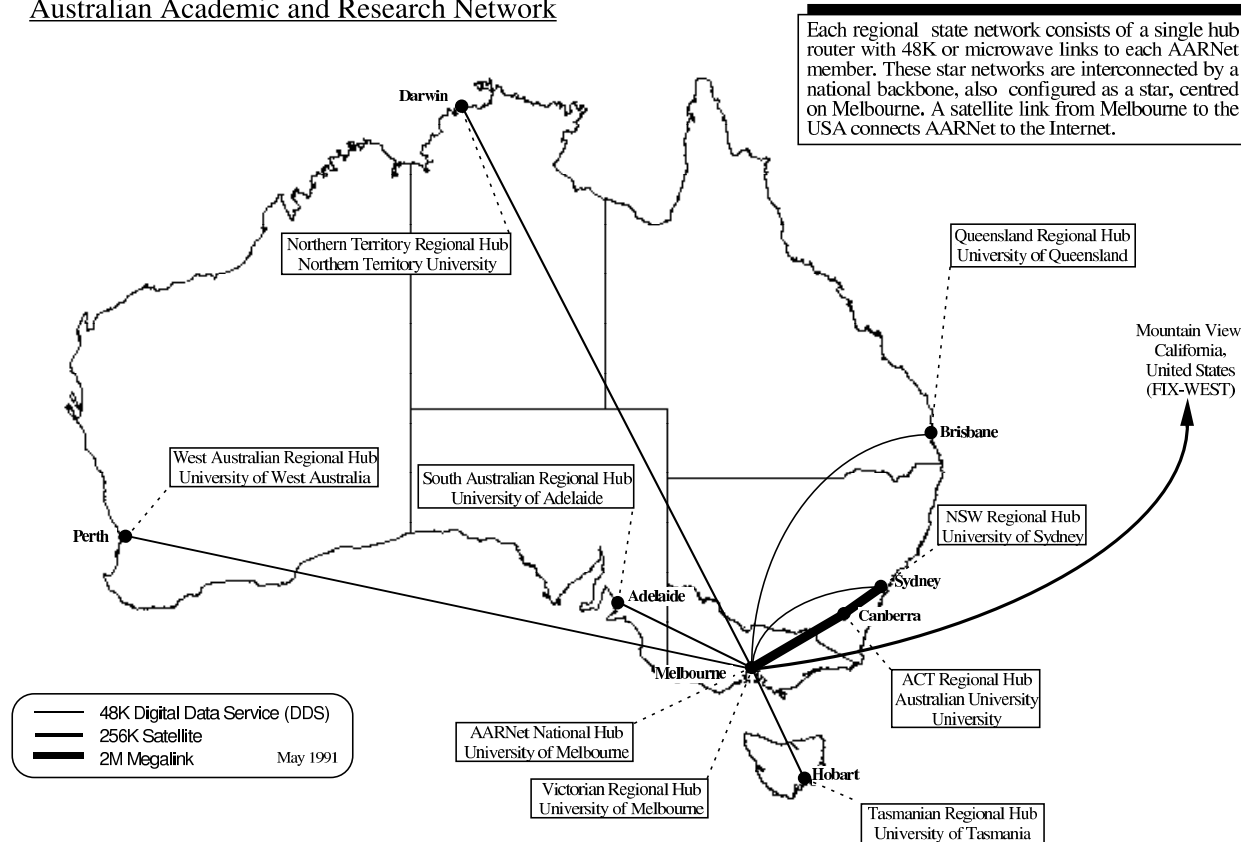 Australian Academic and Research Network
Each regional state network consists of a single hub
router with 48K or microwave links to each AARNet
member. These star networks are interconnected by a
national backbone, also configured as a star, centred
on Melbourne. A satellite link from Melbourne to the
USA connects AARNet to the Internet.
Darwin
Northern Territory Regional Hub
Northern Territory University
Queensland Regional Hub
University of Queensland
Mountain View
California,
United States
(FIX-WEST)
Brisbane
West Australian Regional Hub
University of West Australia
South Australian Regional Hub
University of Adelaide
NSW Regional Hub
University of Sydney
Perth
Sydney
Adelaide
Canberra
Melbourne
ACT Regional Hub
Australian University
University
48K Digital Data Service (DDS)
256K Satellite
2M Megalink
May 1991
AARNet National Hub
University of Melbourne
Victorian Regional Hub
University of Melbourne
Hobart
Tasmanian Regional Hub
University of Tasmania